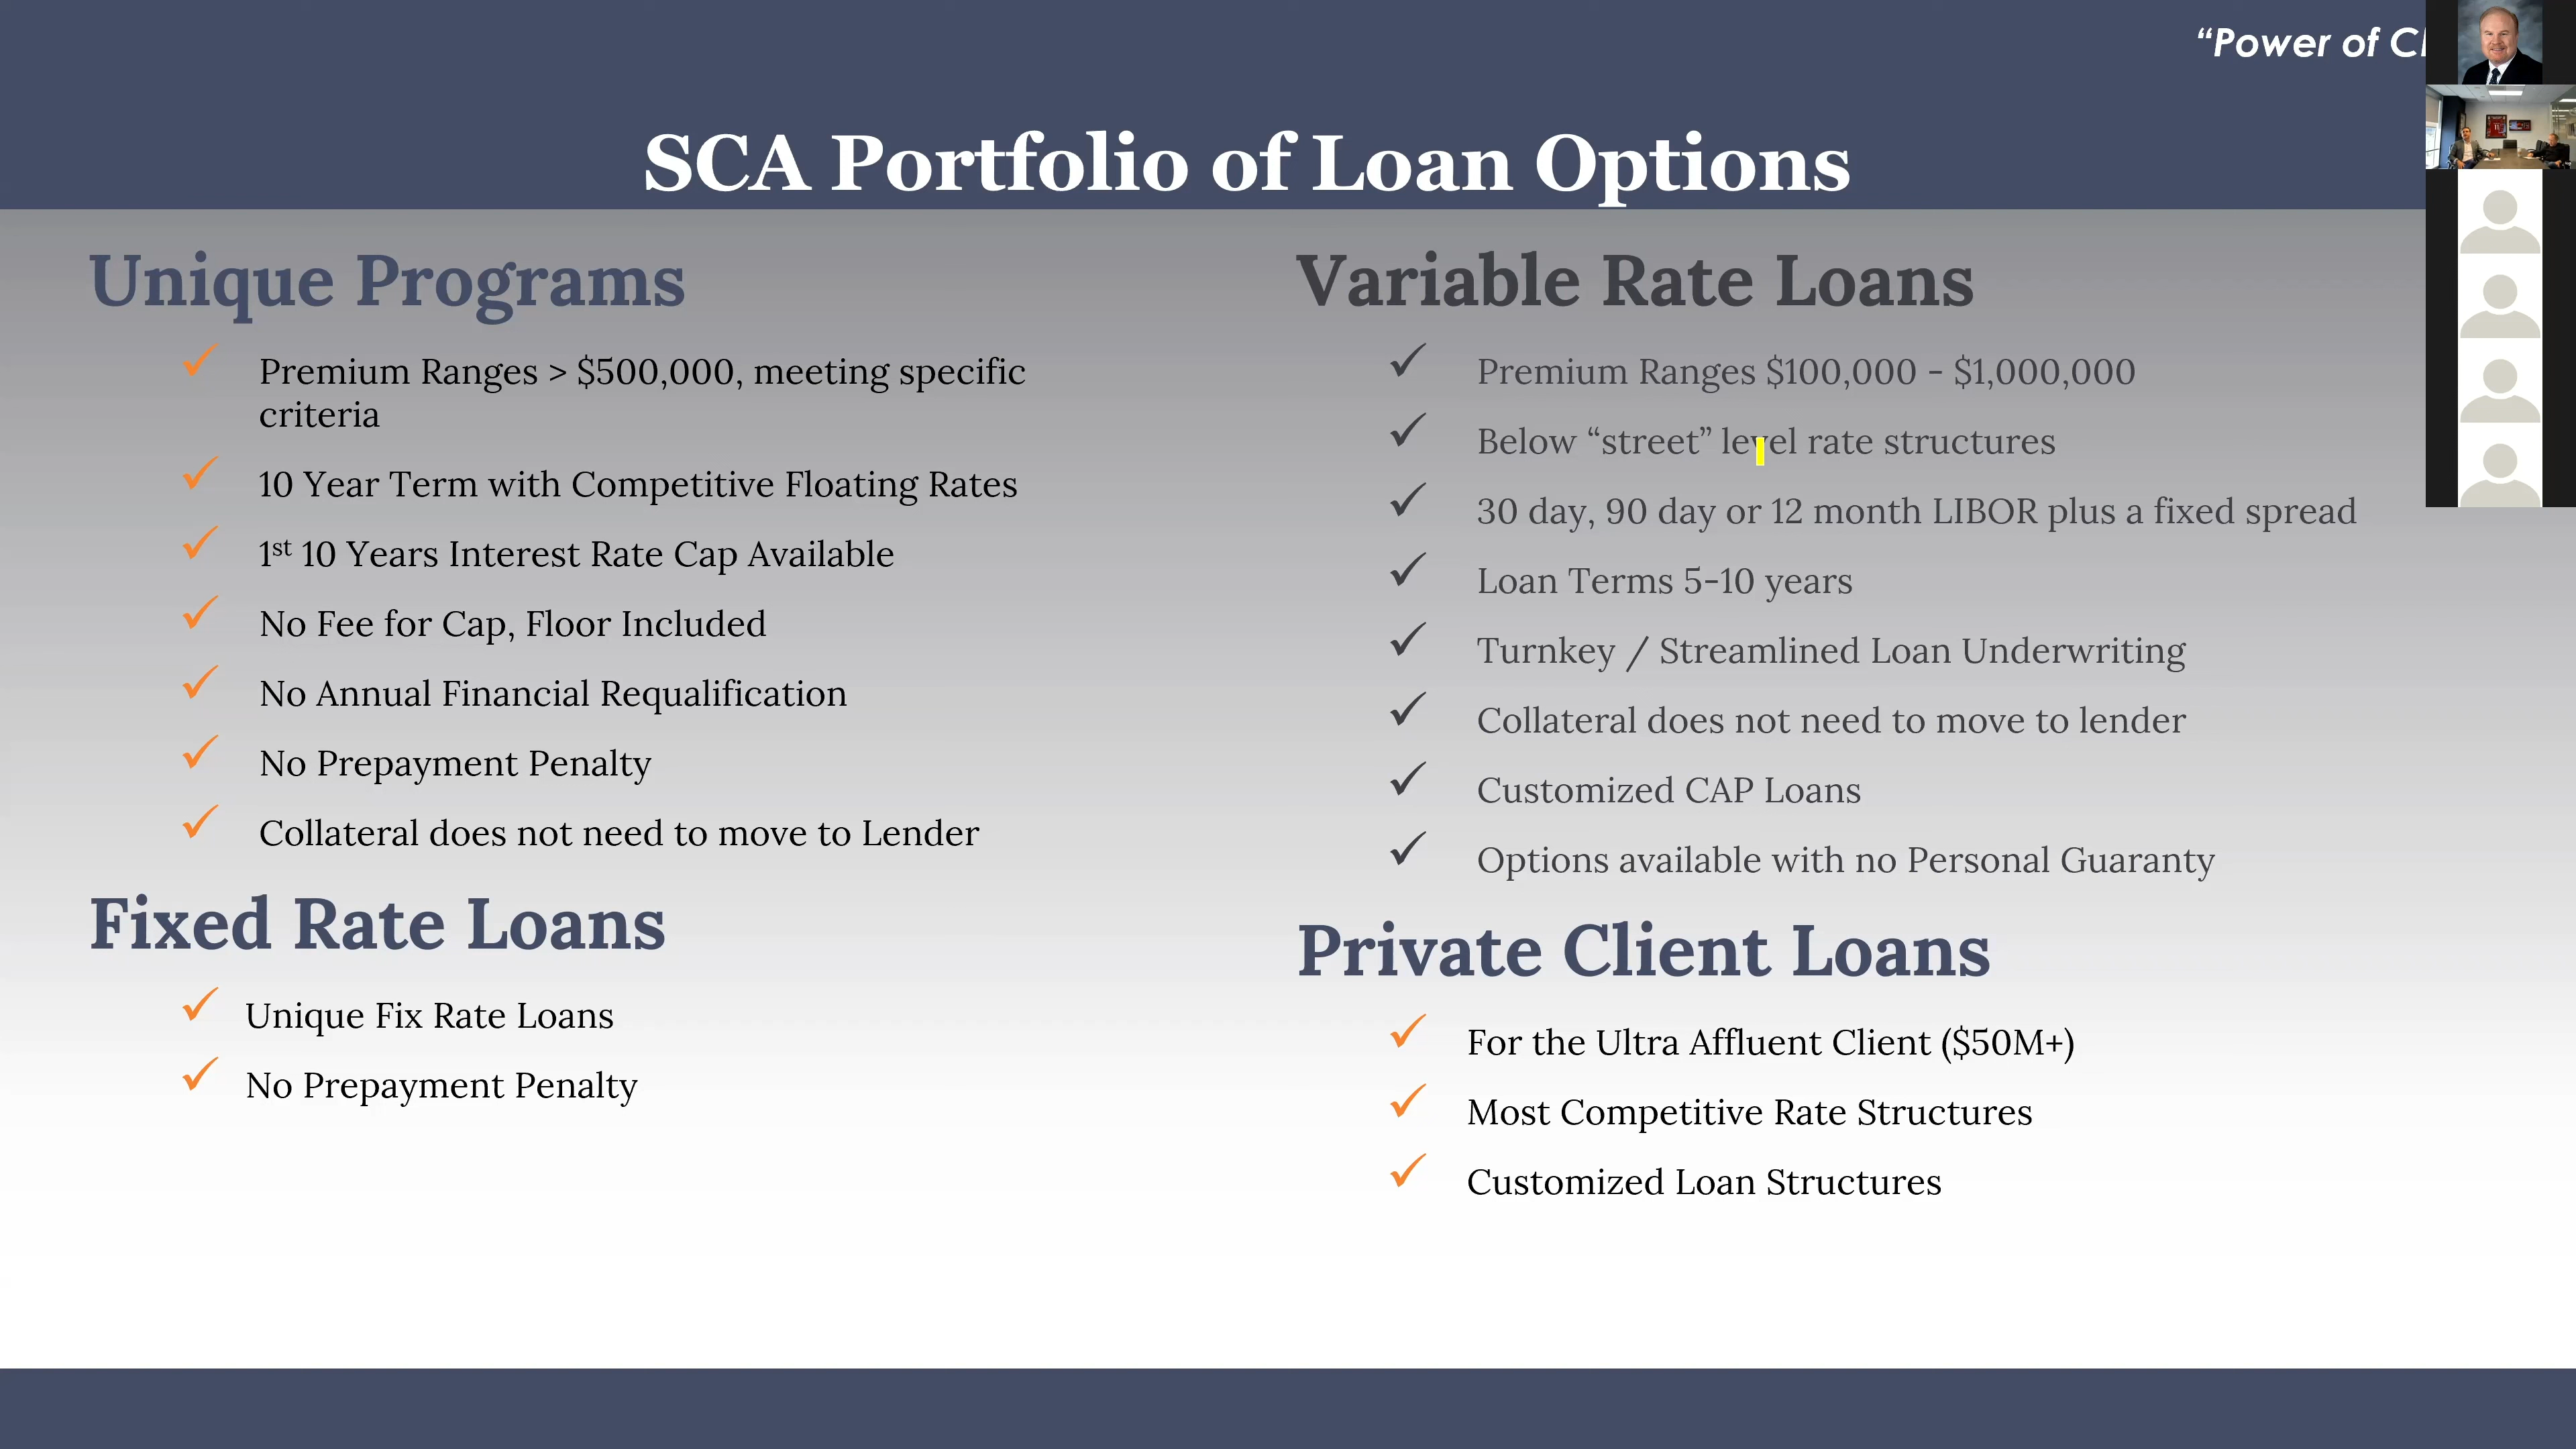 “Power of
SCA Portfolio of Loan Options
Unique Programs
Premium Ranges > $500,000, meeting specific
criteria
10 Year Term with Competitive Floating Rates
1st 10 Years Interest Rate Cap Available
No Fee for Cap, Floor Included
No Annual Financial Requalification
No Prepayment Penalty
Collateral does not need to move to Lender
Fixed Rate Loans
Unique Fix Rate Loans
No Prepayment Penalty
Variable Rate Loans
Premium Ranges $100,000 - $1,000,000
Below “street” level rate structures
30 day, 90 day or 12 month LIBOR plus a fixed spread
Loan Terms 5-10 years
Turnkey / Streamlined Loan Underwriting
Collateral does not need to move to lender
Customized CAP Loans
Options available with no Personal Guaranty
Private Client Loans
For the Ultra Affluent Client ($50M+)
Most Competitive Rate Structures
Customized Loan Structures